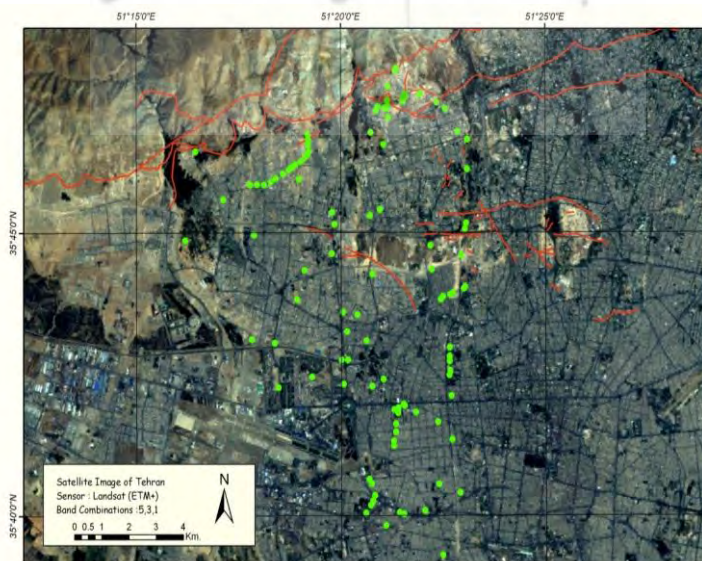 51°15'0"E 51°20'0"E 51°25'0"E
35°45'0"N
35°40'0"N
Satellite Image of Tehran
Sensor : Landsat (ETM+)
Band Combinations :5,3,1
N
0 0.5 1 2 3 4
Km.